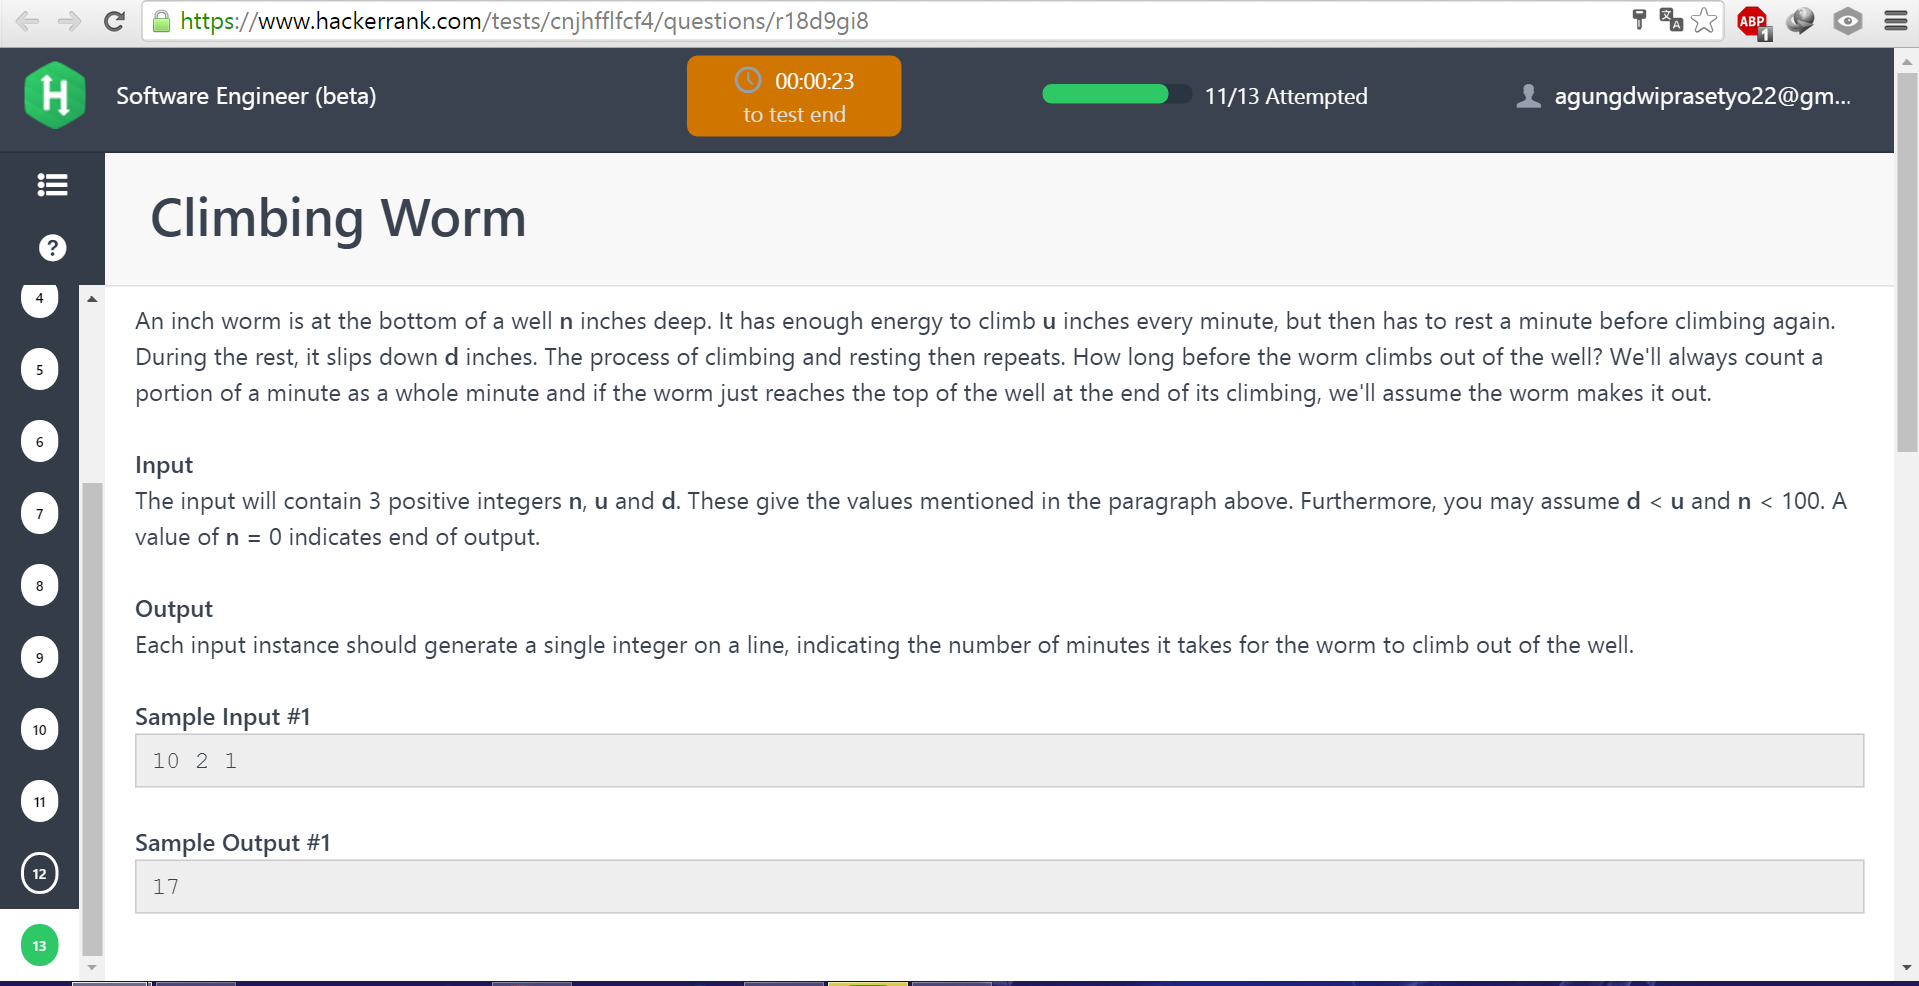 https://www.hackerrank.com/tests/cnjhfflfcf4/questions/r18d9gi8
ABP
1
H
Software Engineer (beta)
00:00:23
to test end
11/13 Attempted
agungdwiprasetyo22@gm...
Climbing Worm
?
4
5
6
7
8
9
10
11
12
13
An inch worm is at the bottom of a well n inches deep. It has enough energy to climb u inches every minute, but then has to rest a minute before climbing again.
During the rest, it slips down d inches. The process of climbing and resting then repeats. How long before the worm climbs out of the well? We'll always count a
portion of a minute as a whole minute and if the worm just reaches the top of the well at the end of its climbing, we'll assume the worm makes it out.
Input
The input will contain 3 positive integers n, u and d. These give the values mentioned in the paragraph above. Furthermore, you may assume d < u and n < 100. A
value of n = 0 indicates end of output.
Output
Each input instance should generate a single integer on a line, indicating the number of minutes it takes for the worm to climb out of the well.
Sample Input #1
10 2 1
Sample Output #1
17